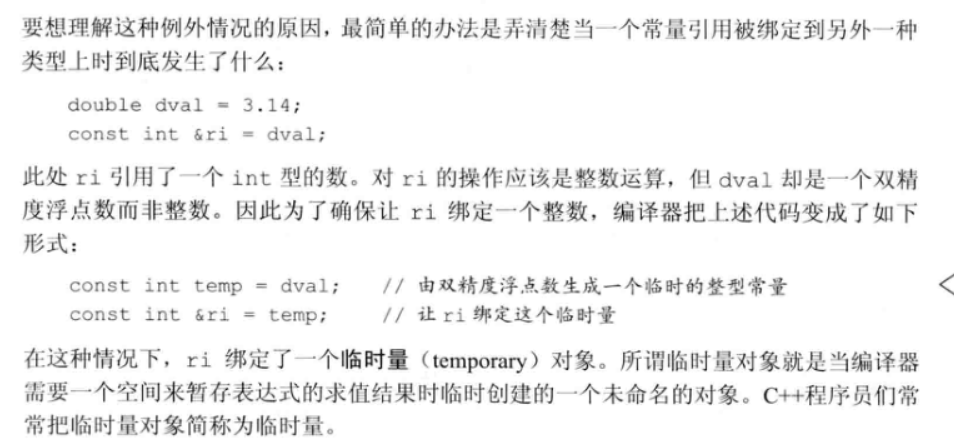 要想理解这种例外情况的原因，最简单的办法是弄清楚当一个常量引用被绑定到另外一种
类型上时到底发生了什么：
double dval = 3.14;
const int &ri = dval;
此处 ri 引用了一个 int 型的数。对 ri 的操作应该是整数运算，但 dval 却是一个双精
度浮点数而非整数。因此为了确保让 ri 绑定一个整数，编译器把上述代码变成了如下
形式：
const int temp = dval; // 由双精度浮点数生成一个临时的整型常量
const int &ri = temp; // 让 ri 绑定这个临时量
在这种情况下，ri 绑定了一个临时量（temporary）对象。所谓临时量对象就是当编译器
需要一个空间来暂存表达式的求值结果时临时创建的一个未命名的对象。C++程序员们常
常把临时量对象简称为临时量。